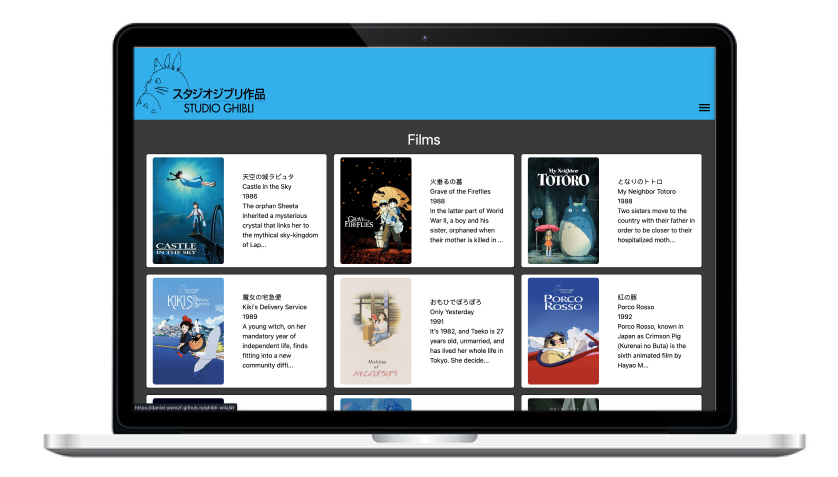 スタジオジブリ作品
STUDIO GHIBLI
Films
CASTLE
IN THE SKY
天空の城ラピュタ
Castle in the Sky
1986
The orphan Sheeta
inherited a mysterious
crystal that links her to
the mythical sky-kingdom
of Lap...
GRAVE OF THE
FIREFLIES
火垂るの墓
Grave of the Fireflies
1988
In the latter part of World
War II, a boy and his
sister, orphaned when
their mother is killed in ...
My Neighbor
TOTORO
となりのトトロ
My Neighbor Totoro
1988
Two sisters move to the
country with their father in
order to be closer to their
hospitalized moth...
KIKI'S Delivery
Service
魔女の宅急便
Kiki's Delivery Service
1989
A young witch, on her
mandatory year of
independent life, finds
fitting into a new
community diffi...
Making
of
おもひでぽろぽろ
Only Yesterday
1991
It's 1982, and Taeko is 27
years old, unmarried, and
has lived her whole life in
Tokyo. She decide...
PORCO
ROSSO
紅の豚
Porco Rosso
1992
Porco Rosso, known in
Japan as Crimson Pig
(Kurenai no Buta) is the
sixth animated film by
Hayao M...
https://daniel-perezf.github.io/ghibli-wiki/#/